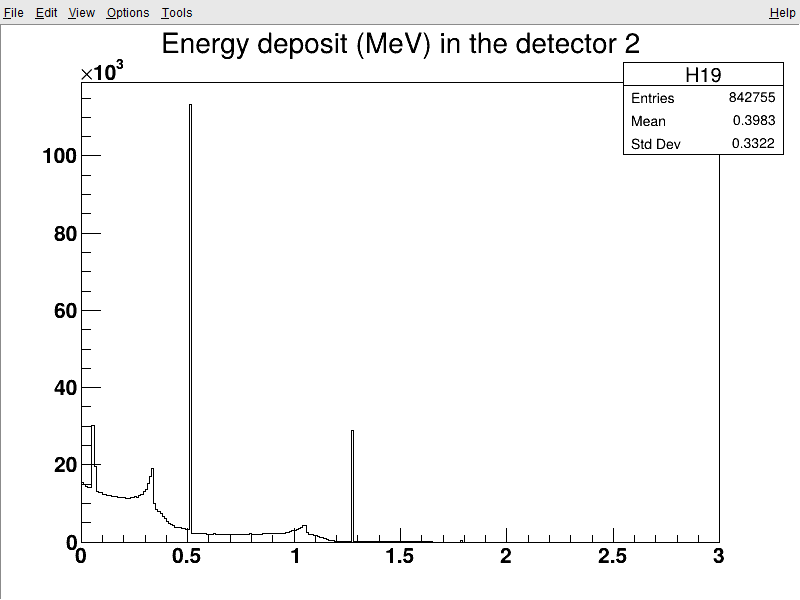 File Edit View Options Tools Help
Energy deposit (MeV) in the detector 2
×10³
H19
Entries 842755
Mean 0.3983
Std Dev 0.3322
100
80
60
40
20
0
0 0.5 1 1.5 2 2.5 3